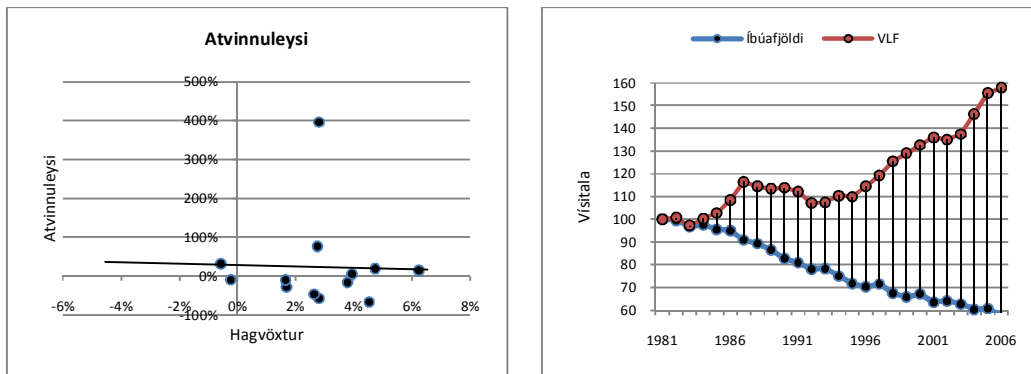 Atvinnuleysi
500%
400%
300%
200%
100%
0%
-100%
-6% -4% -2% 0% 2% 4% 6% 8%
Atvinnuleysi
Hagvöxtur
Íbúafjöldi VLF
160
150
140
130
120
110
100
90
80
70
60
Vísitala
1981 1986 1991 1996 2001 2006